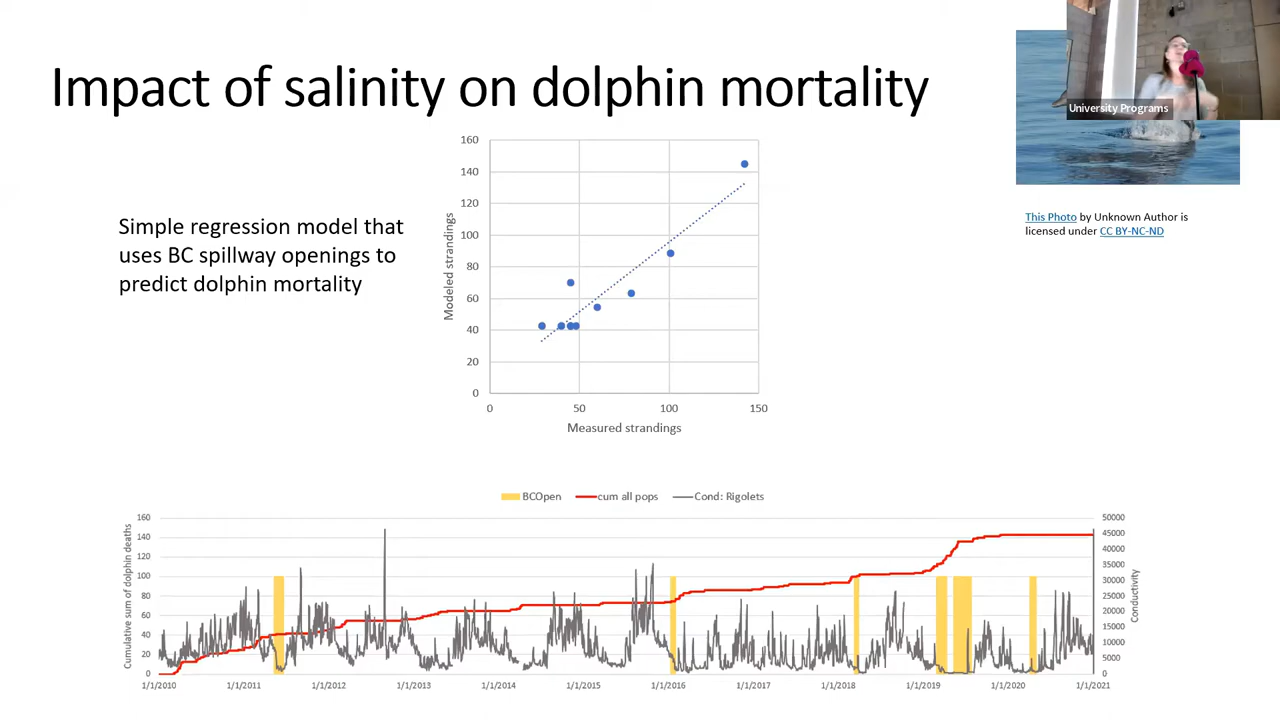 Impact of salinity on dolphin mortality
University Programs
Simple regression model that
uses BC spillway openings to
predict dolphin mortality
This Photo by Unknown Author is
licensed under CC BY-NC-ND
Modeled strandings
160
140
120
100
80
60
40
20
0
0 50 100 150
Measured strandings
BCOpen cum all pops Cond: Rigolets
Cumulative sum of dolphin deaths
160
140
120
100
80
60
40
20
0
50000
45000
40000
35000
30000
25000
20000
15000
10000
5000
0
Conductivity
1/1/2010 1/1/2011 1/1/2012 1/1/2013 1/1/2014 1/1/2015 1/1/2016 1/1/2017 1/1/2018 1/1/2019 1/1/2020 1/1/2021